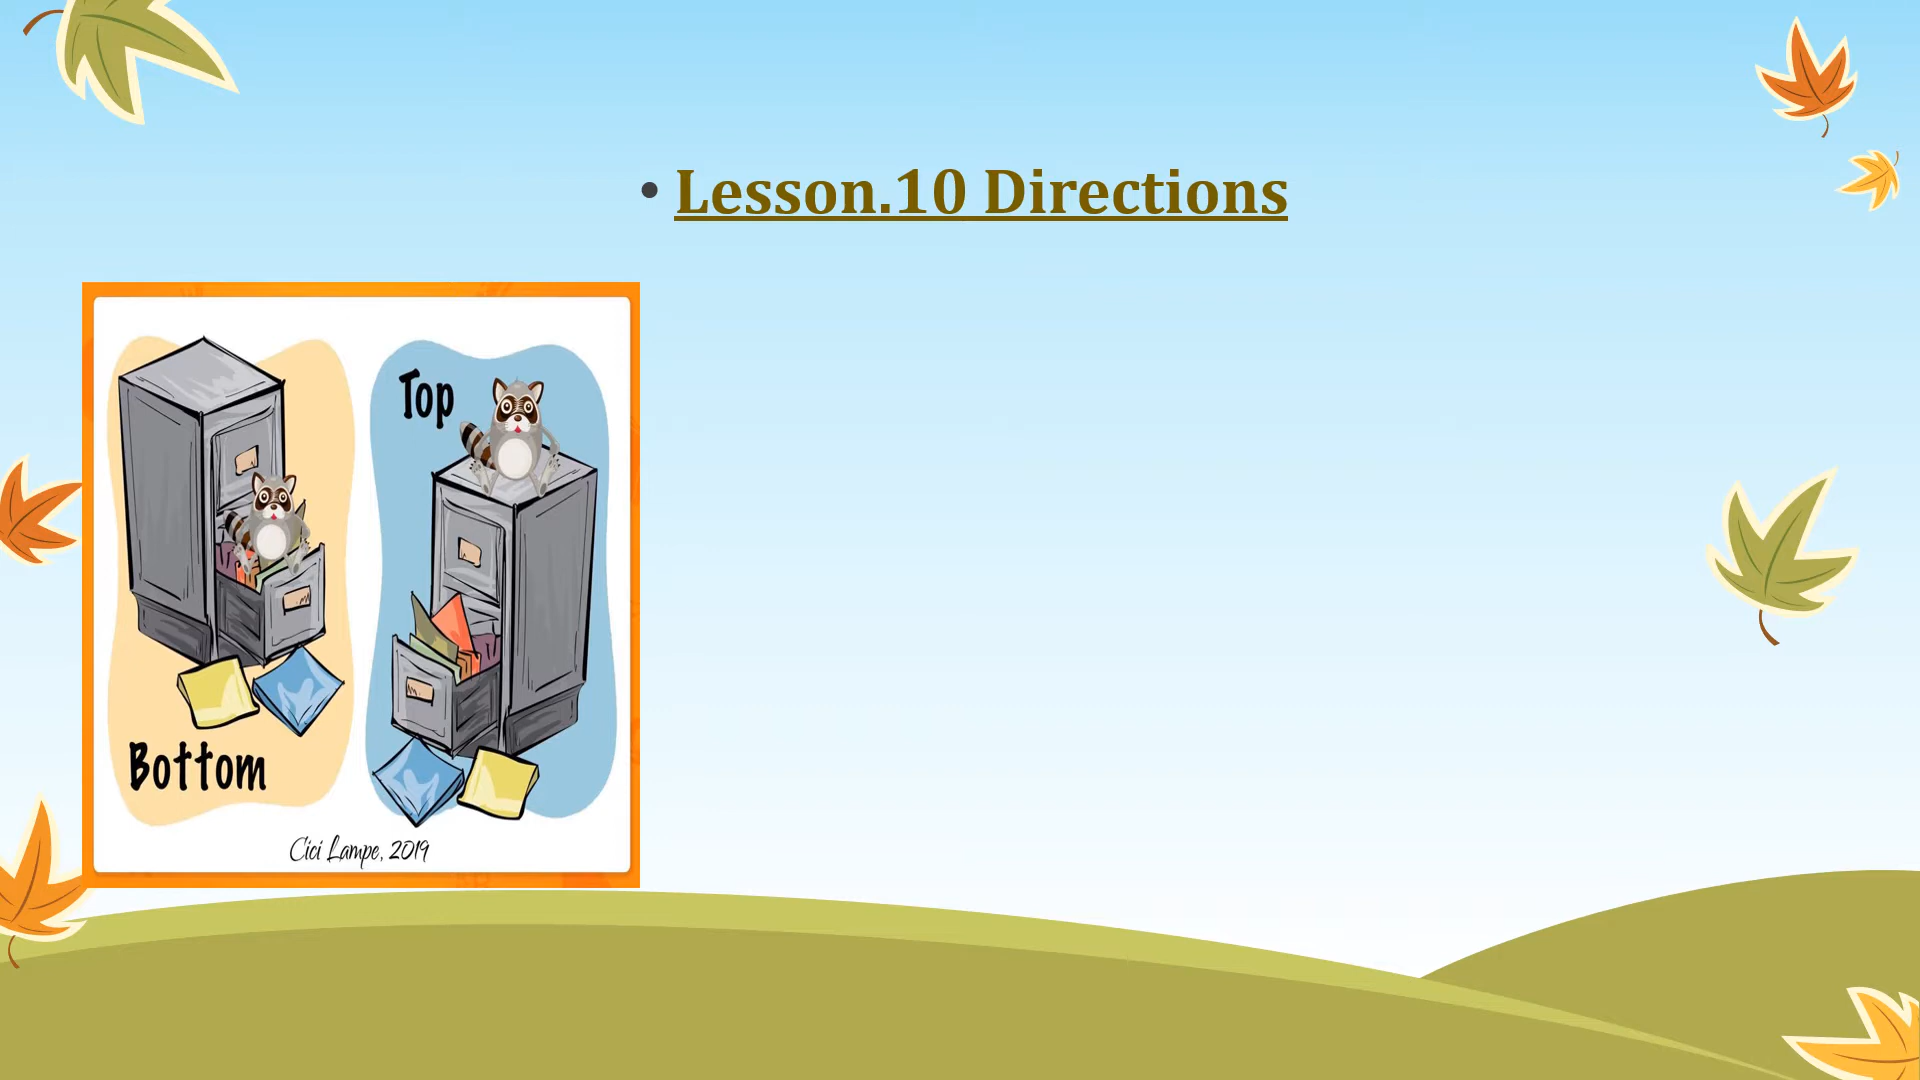 • Lesson.10 Directions
Top
Bottom
Cici Lampe, 2019